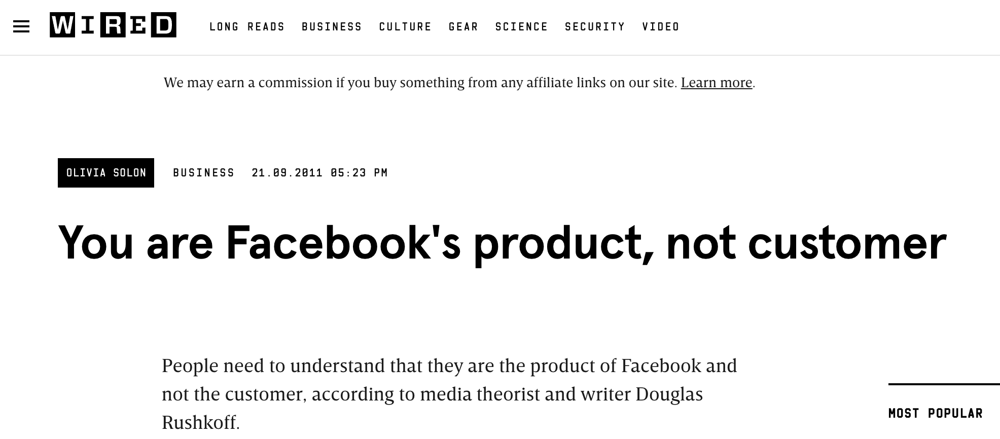 WIRED
LONG READS BUSINESS CULTURE GEAR SCIENCE SECURITY VIDEO
We may earn a commission if you buy something from any affiliate links on our site. Learn more.
OLIVIA SOLON BUSINESS 21.09.2011 05:23 PM
You are Facebook's product, not customer
People need to understand that they are the product of Facebook and
not the customer, according to media theorist and writer Douglas
Rushkoff.
MOST POPULAR